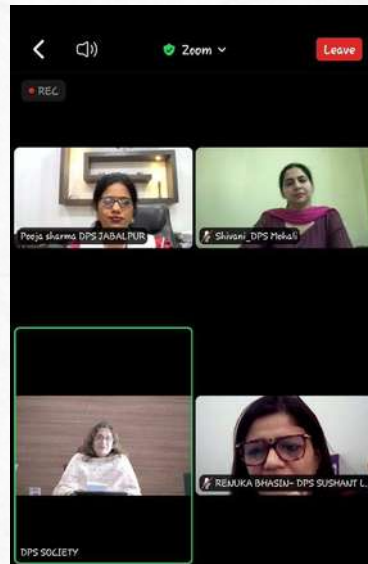 Zoom
Leave
REC
Pooja sharma DPS JABALPUR
Shivani_DPS Mohali
DPS SOCIETY
RENUKA BHASIN- DPS SUSHANT L..